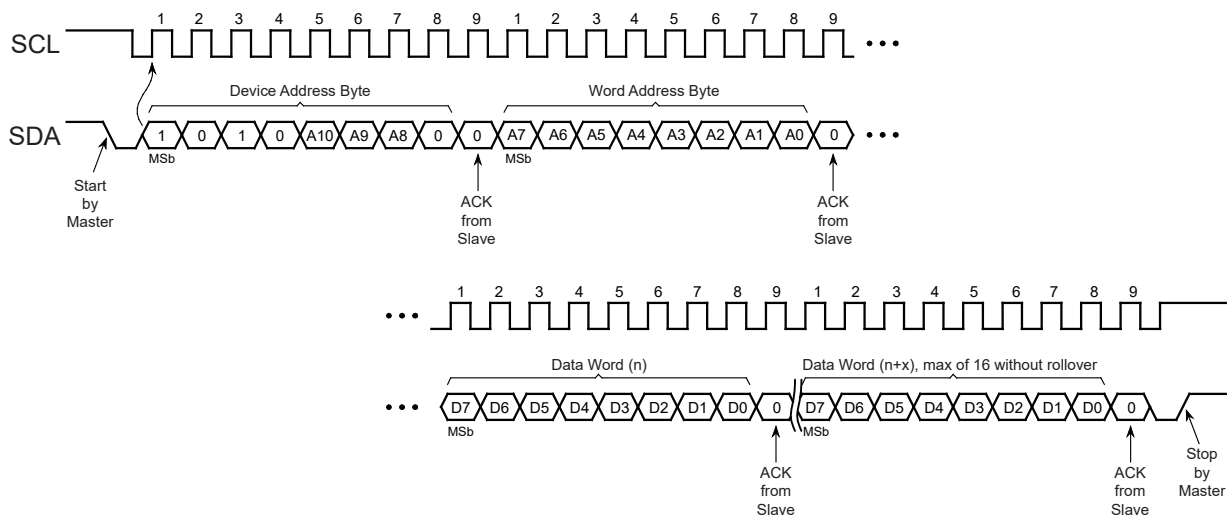 1 2 3 4 5 6 7 8 9 1 2 3 4 5 6 7 8 9
SCL
Device Address Byte Word Address Byte
SDA 1 0 1 0 A10 A9 A8 0 0 A7 A6 A5 A4 A3 A2 A1 A0 0
MSb MSb
Start
by
Master
ACK
from
Slave
ACK
from
Slave
1 2 3 4 5 6 7 8 9 1 2 3 4 5 6 7 8 9
Data Word (n) Data Word (n+x), max of 16 without rollover
D7 D6 D5 D4 D3 D2 D1 D0 0 D7 D6 D5 D4 D3 D2 D1 D0 0
MSb MSb
ACK
from
Slave
ACK
from
Slave
Stop
by
Master